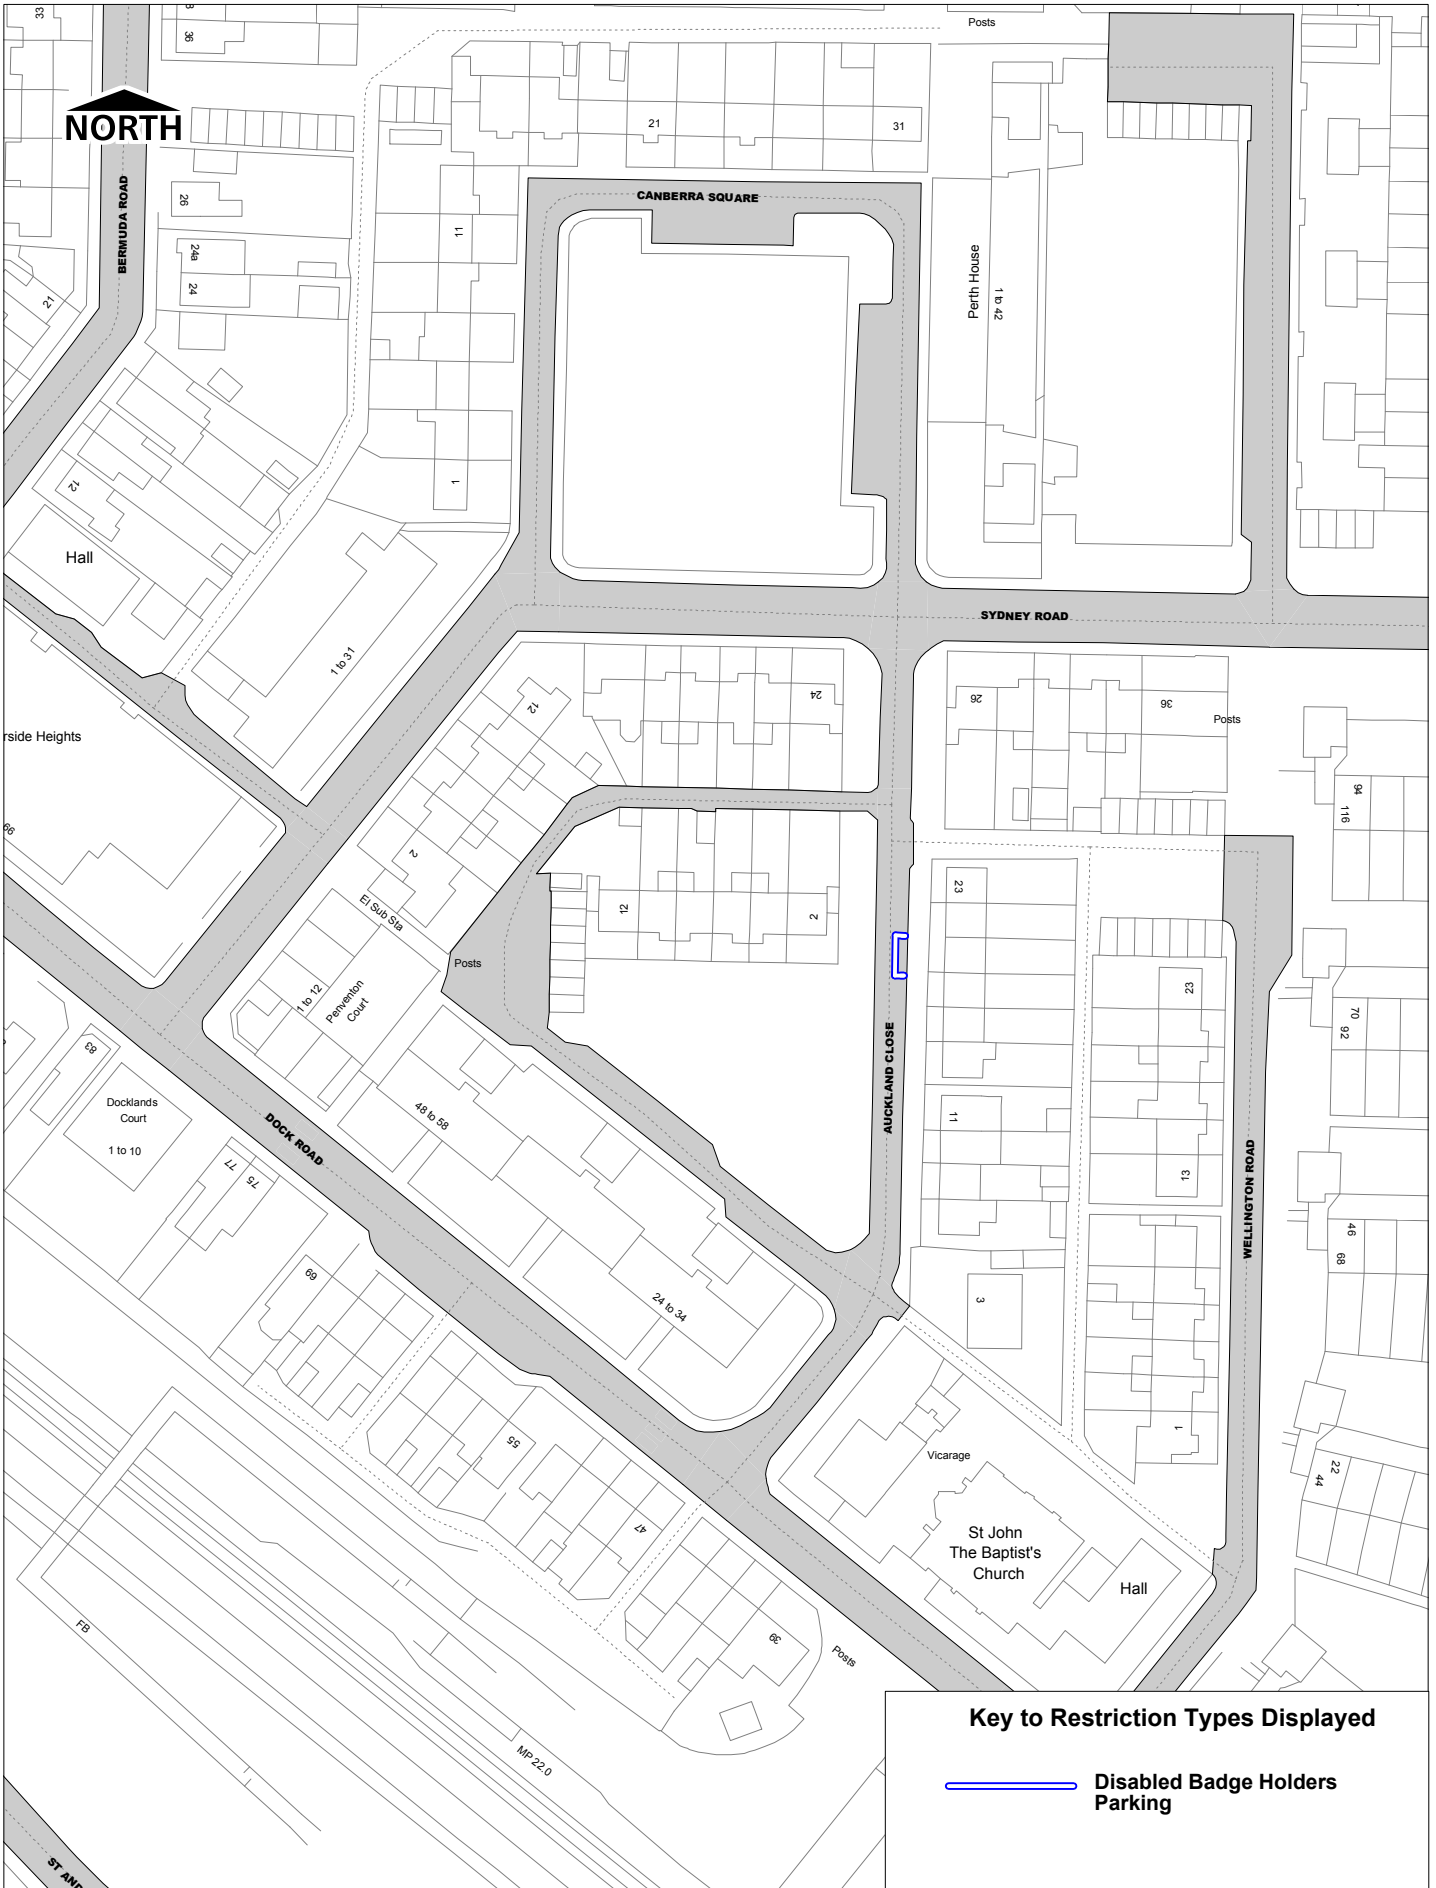 33
36
Posts
NORTH
21
31
BERMUDA ROAD
26
CANBERRA SQUARE
11
24a
24
Perth House
1 to 42
21
12
1
Hall
SYDNEY ROAD
1 to 31
12
24
26
36
Posts
rside Heights
94
116
66
2
El Sub Sta
12
2
23
Posts
1 to 12
Penventon
Court
23
70
92
83
AUCKLAND CLOSE
Docklands
Court
1 to 10
48 to 58
DOCK ROAD
11
77
75
13
WELLINGTON ROAD
46
68
69
24 to 34
3
55
47
Vicarage
1
22
44
St John
The Baptist's
Church
Hall
FB
39
Posts
MP 22.0
ST AND
Key to Restriction Types Displayed
Disabled Badge Holders
Parking